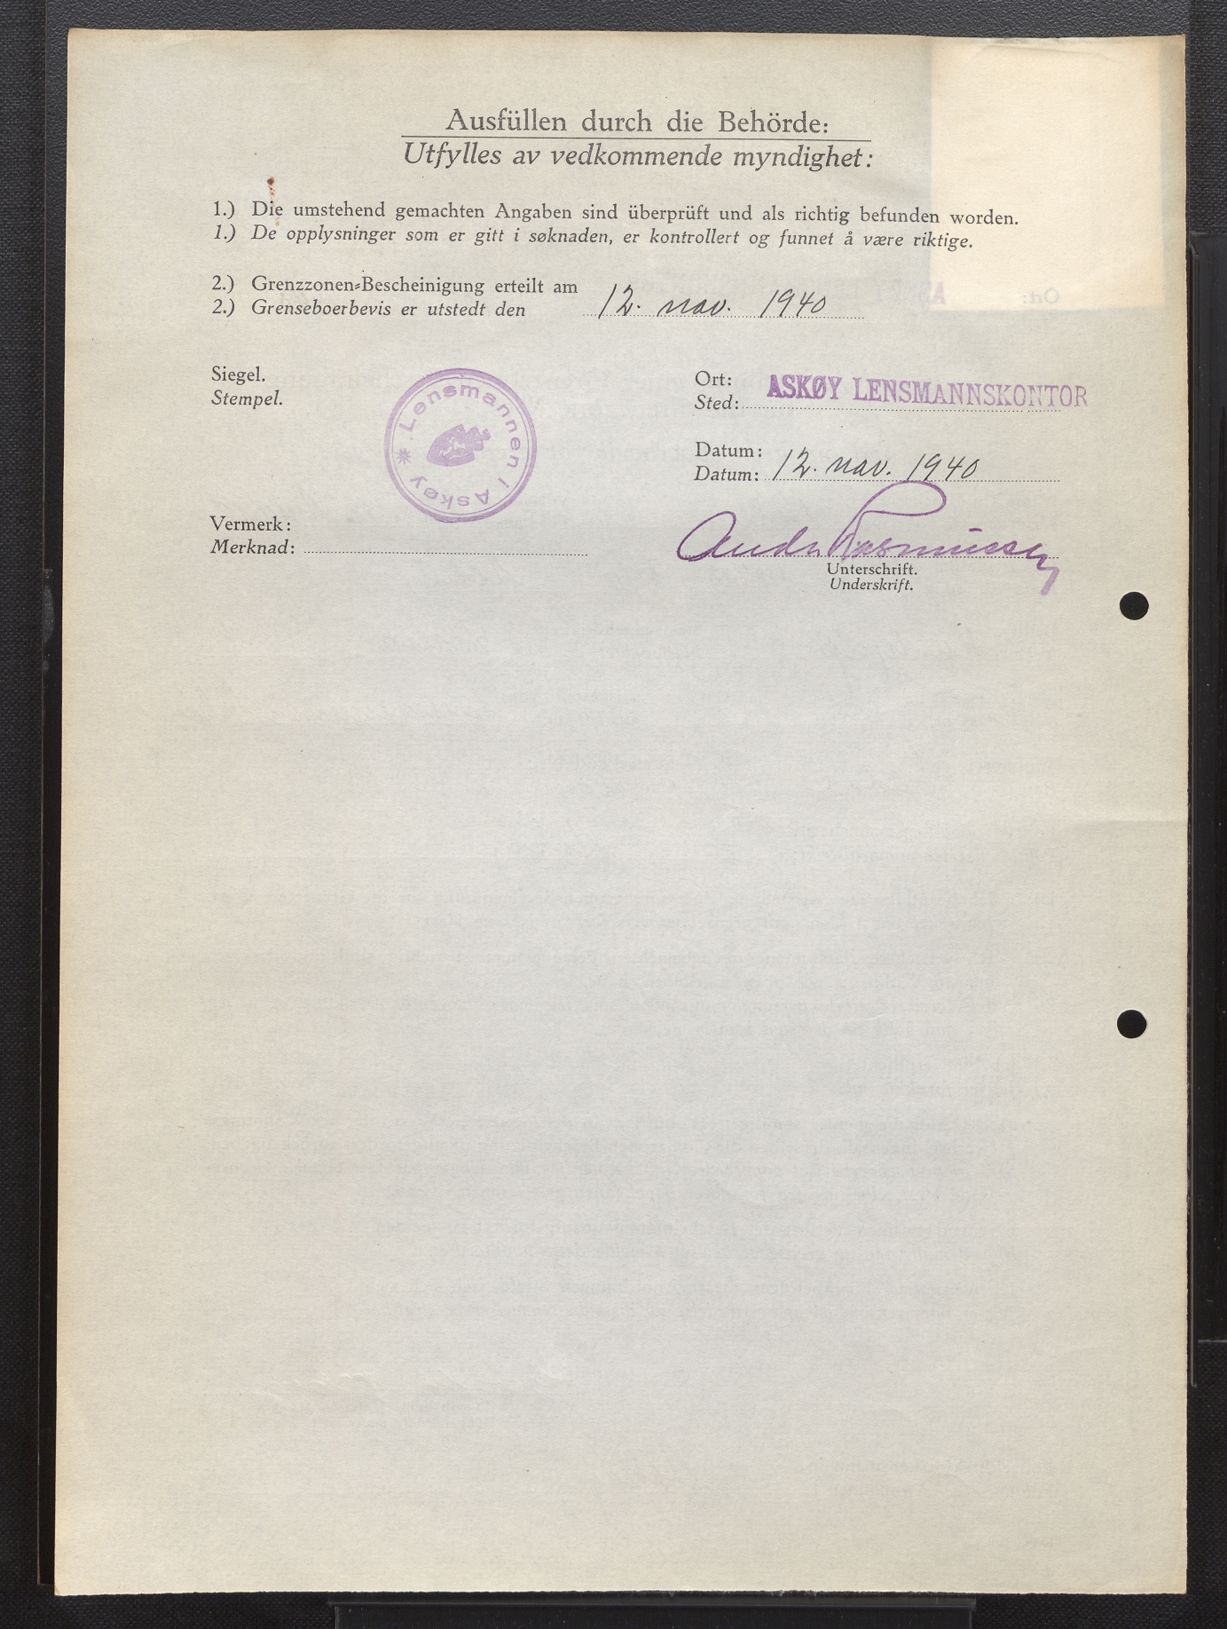 Ausfüllen durch die Behörde:
Utfylles av vedkommende myndighet:
1.) Die umstehend gemachten Angaben sind überprüft und als richtig befunden worden.
1.) De opplysninger som er gitt i søknaden, er kontrollert og funnet å være riktige.
2.) Grenzzonen-Bescheinigung erteilt am
2.) Grenseboerbevis er utstedt den 12. nov. 1940
Siegel.
Stempel.
Lensmannen i Askøy
Ort:
Sted: ASKØY LENSMANNSKONTOR
Datum:
Datum: 12. nov. 1940
Vermerk:
Merknad:
Rasmussen
Unterschrift.
Underskrift.